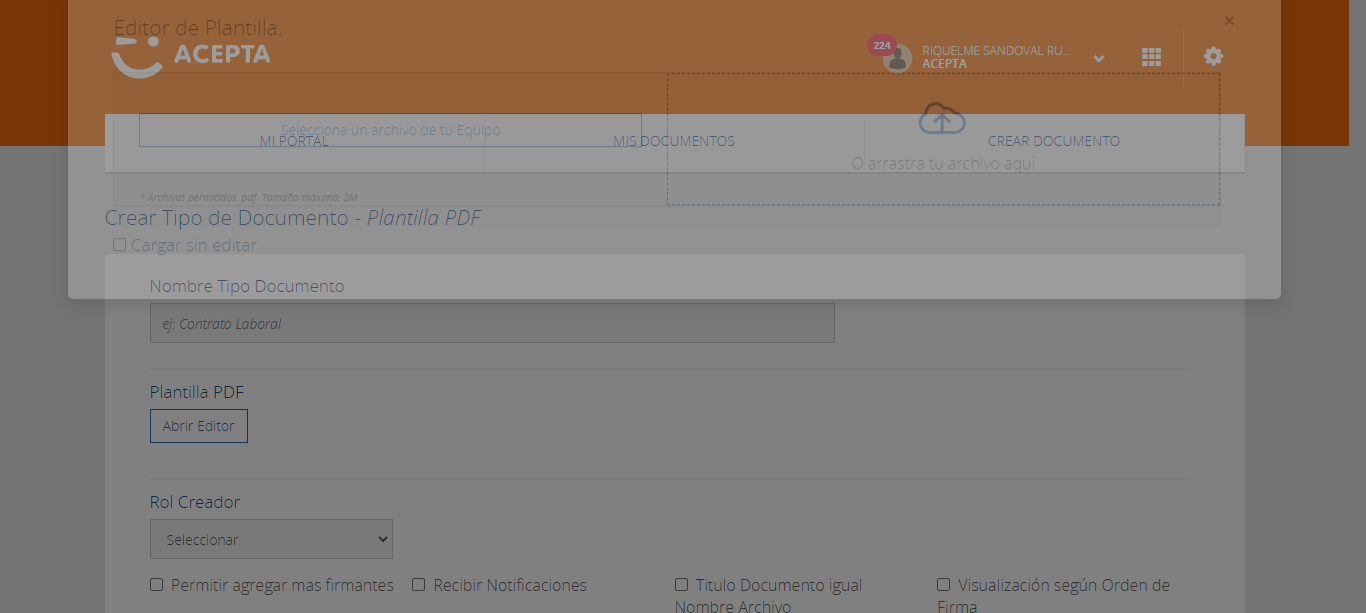 Editor de Plantilla.
×
ACEPTA
224
RIQUELME SANDOVAL RU...
ACEPTA
Selecciona un archivo de tu Equipo
MI PORTAL
MIS DOCUMENTOS
CREAR DOCUMENTO
O arrastra tu archivo aquí
* Archivos permitidos: pdf. Tamaño máximo: 2M
Crear Tipo de Documento - Plantilla PDF
Cargar sin editar
Nombre Tipo Documento
ej: Contrato Laboral
Plantilla PDF
Abrir Editor
Rol Creador
Seleccionar
Permitir agregar mas firmantes
Recibir Notificaciones
Titulo Documento igual
Nombre Archivo
Visualización según Orden de
Firma